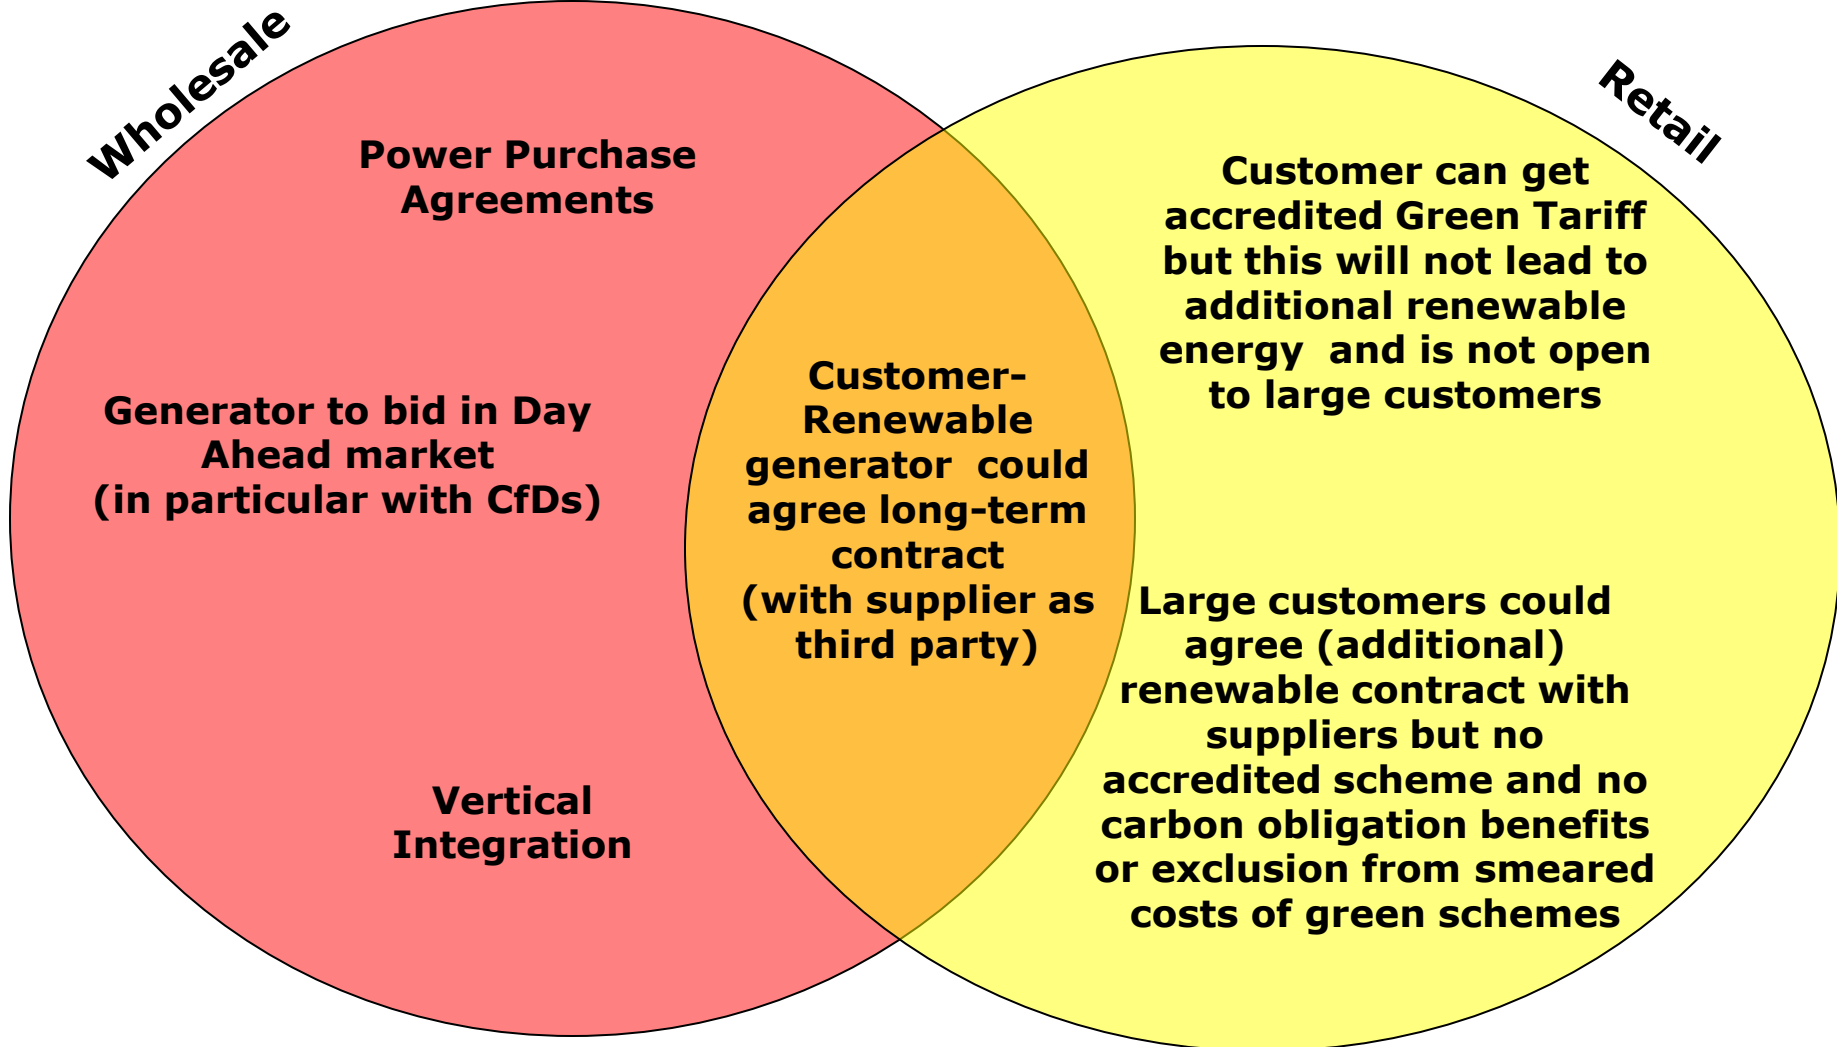 Wholesale
Power Purchase
Agreements
Generator to bid in Day
Ahead market
(in particular with CfDs)
Vertical
Integration
Customer-
Renewable
generator  could
agree long-term
contract
(with supplier as
third party)
Retail
Customer can get
accredited Green Tariff
but this will not lead to
additional renewable
energy  and is not open
to large customers
Large customers could
agree (additional)
renewable contract with
suppliers but no
accredited scheme and no
carbon obligation benefits
or exclusion from smeared
costs of green schemes